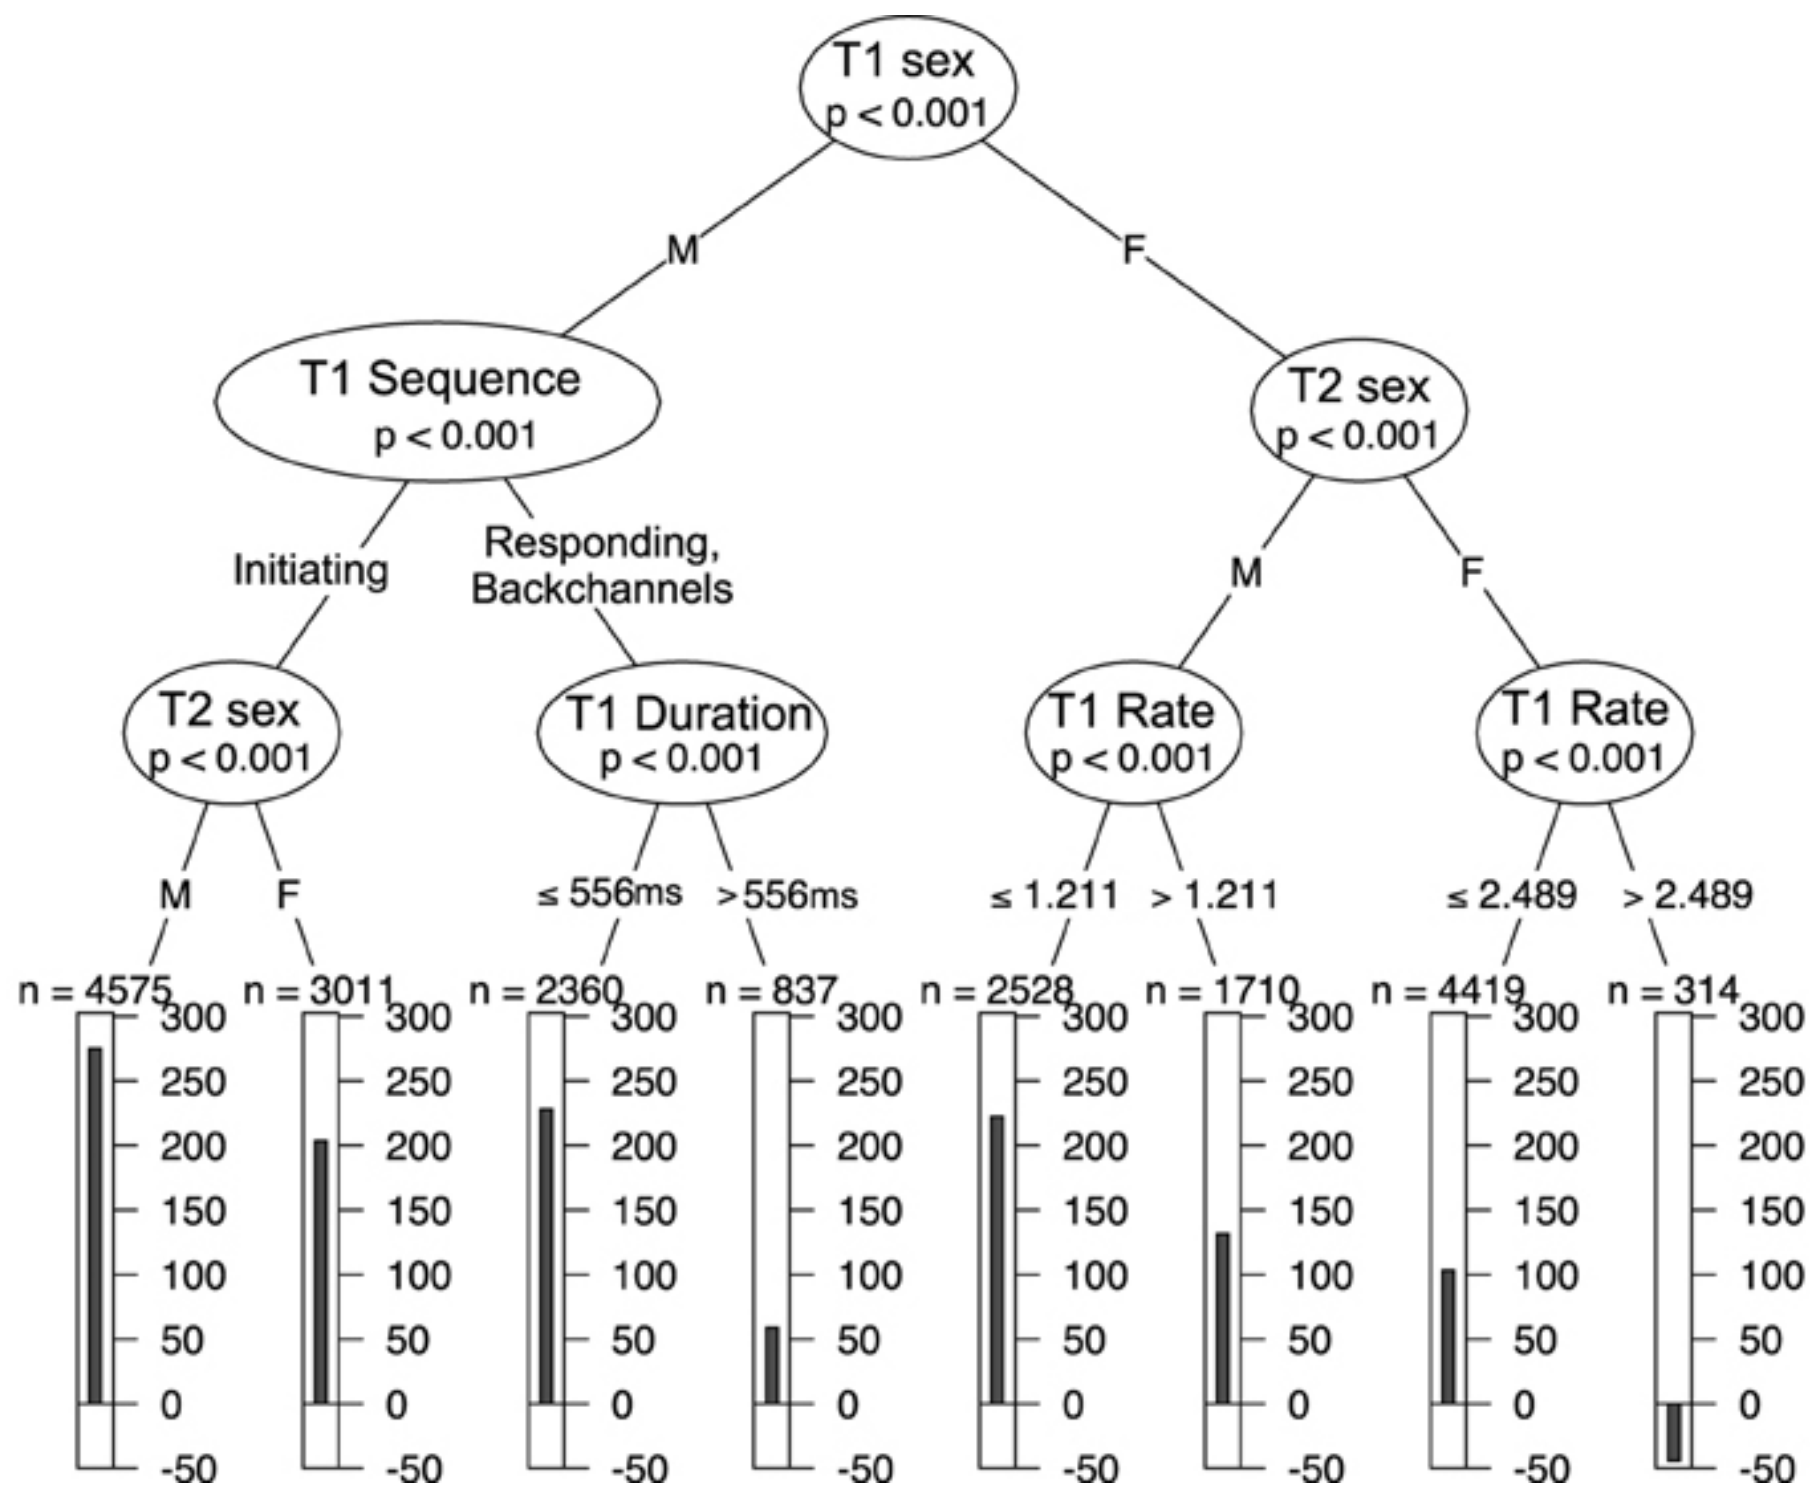 T1 sex
p < 0.001
M
F
T1 Sequence
p < 0.001
T2 sex
p < 0.001
Initiating
Responding,
Backchannels
M
F
T2 sex
p < 0.001
T1 Duration
p < 0.001
T1 Rate
p < 0.001
T1 Rate
p < 0.001
M
F
≤ 556ms
> 556ms
≤ 1.211
> 1.211
≤ 2.489
> 2.489
n = 4575
300
250
200
150
100
50
0
-50
n = 3011
300
250
200
150
100
50
0
-50
n = 2360
300
250
200
150
100
50
0
-50
n = 837
300
250
200
150
100
50
0
-50
n = 2528
300
250
200
150
100
50
0
-50
n = 1710
300
250
200
150
100
50
0
-50
n = 4419
300
250
200
150
100
50
0
-50
n = 314
300
250
200
150
100
50
0
-50